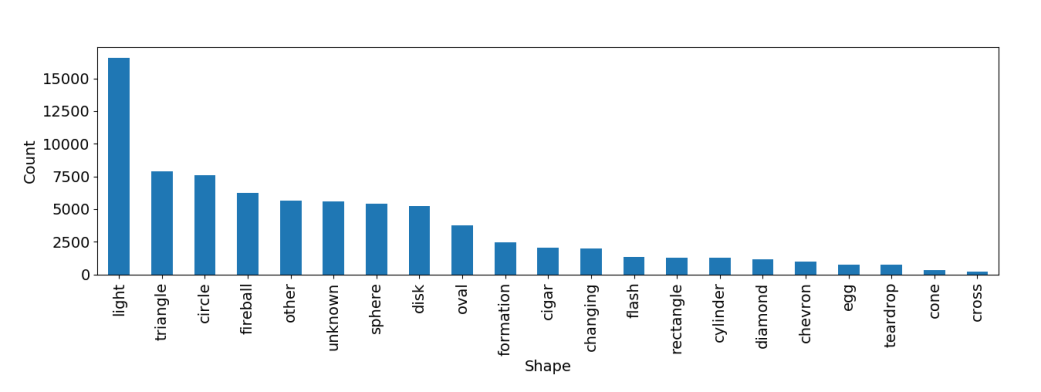 15000
12500
10000
7500
5000
2500
0
Count
light
triangle
circle
fireball
other
unknown
sphere
disk
oval
formation
cigar
changing
flash
rectangle
cylinder
diamond
chevron
egg
teardrop
cone
cross
Shape